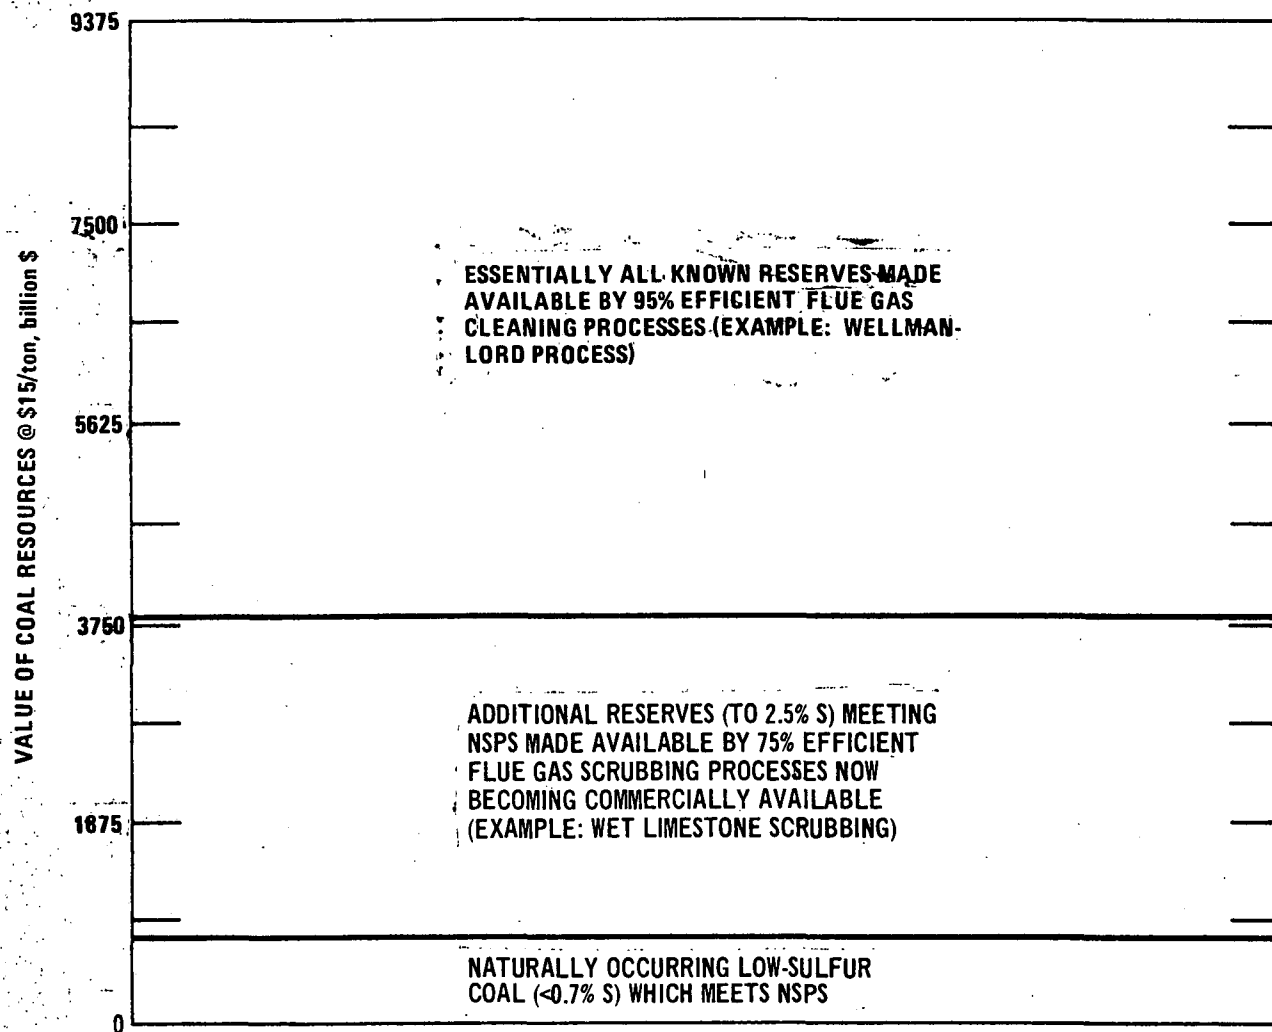 9375
7500
5625
3750
1875
0
VALUE OF COAL RESOURCES @ $15/ton, billion $
ESSENTIALLY ALL KNOWN RESERVES MADE
AVAILABLE BY 95% EFFICIENT FLUE GAS
CLEANING PROCESSES (EXAMPLE: WELLMAN-
LORD PROCESS)
ADDITIONAL RESERVES (TO 2.5% S) MEETING
NSPS MADE AVAILABLE BY 75% EFFICIENT
FLUE GAS SCRUBBING PROCESSES NOW
BECOMING COMMERCIALLY AVAILABLE
(EXAMPLE: WET LIMESTONE SCRUBBING)
NATURALLY OCCURRING LOW-SULFUR
COAL (<0.7% S) WHICH MEETS NSPS